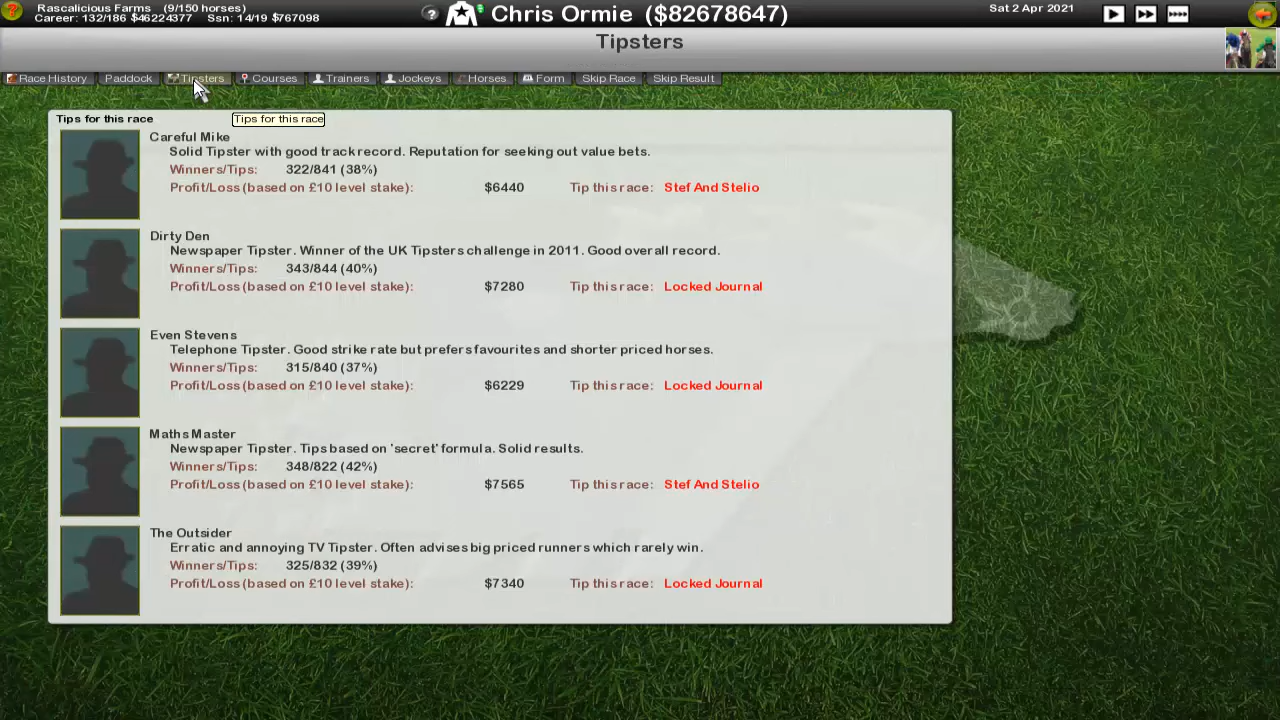 Rascalicious Farms (9/150 horses)
Career: 132/186 $46224377 Ssn: 14/19 $767098
Chris Ormie ($82678647)
Sat 2 Apr 2021
Tipsters
Race History Paddock Tipsters Courses Trainers Jockeys Horses Form Skip Race Skip Result
Tips for this race
Tips for this race
Careful Mike
Solid Tipster with good track record. Reputation for seeking out value bets.
Winners/Tips: 322/841 (38%)
Profit/Loss (based on £10 level stake): $6440 Tip this race: Stef And Stelio
Dirty Den
Newspaper Tipster. Winner of the UK Tipsters challenge in 2011. Good overall record.
Winners/Tips: 343/844 (40%)
Profit/Loss (based on £10 level stake): $7280 Tip this race: Locked Journal
Even Stevens
Telephone Tipster. Good strike rate but prefers favourites and shorter priced horses.
Winners/Tips: 315/840 (37%)
Profit/Loss (based on £10 level stake): $6229 Tip this race: Locked Journal
Maths Master
Newspaper Tipster. Tips based on 'secret' formula. Solid results.
Winners/Tips: 348/822 (42%)
Profit/Loss (based on £10 level stake): $7565 Tip this race: Stef And Stelio
The Outsider
Erratic and annoying TV Tipster. Often advises big priced runners which rarely win.
Winners/Tips: 325/832 (39%)
Profit/Loss (based on £10 level stake): $7340 Tip this race: Locked Journal